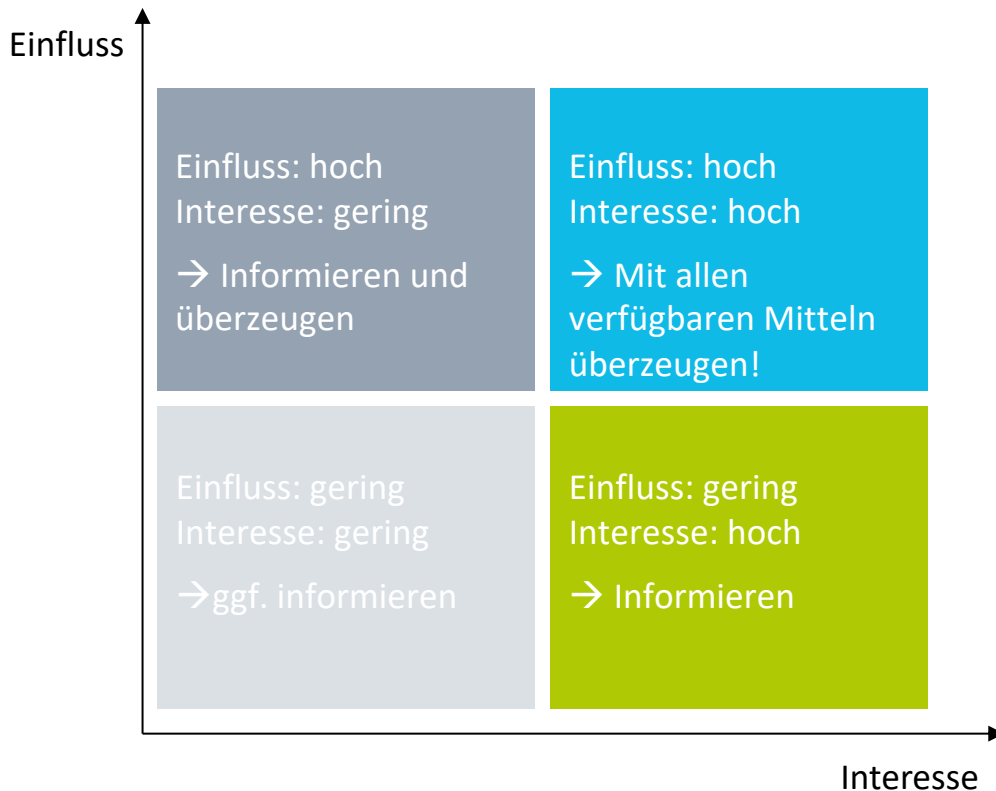 Einfluss
Einfluss: hoch
Interesse: gering
→ Informieren und
überzeugen
Einfluss: hoch
Interesse: hoch
→ Mit allen
verfügbaren Mitteln
überzeugen!
Einfluss: gering
Interesse: gering
→ggf. informieren
Einfluss: gering
Interesse: hoch
→ Informieren
Interesse